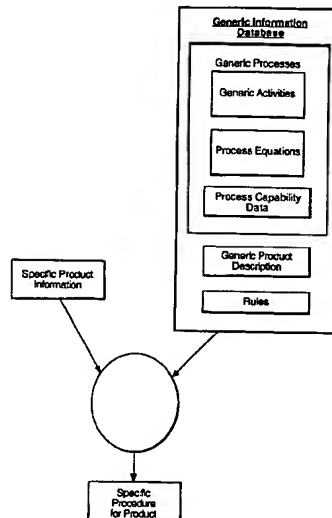 Generic Information
Database
Generic Processes
Generic Activities
Process Equations
Process Capability
Data
Generic Product
Description
Rules
Specific Product
Information
Specific
Procedure
for Product